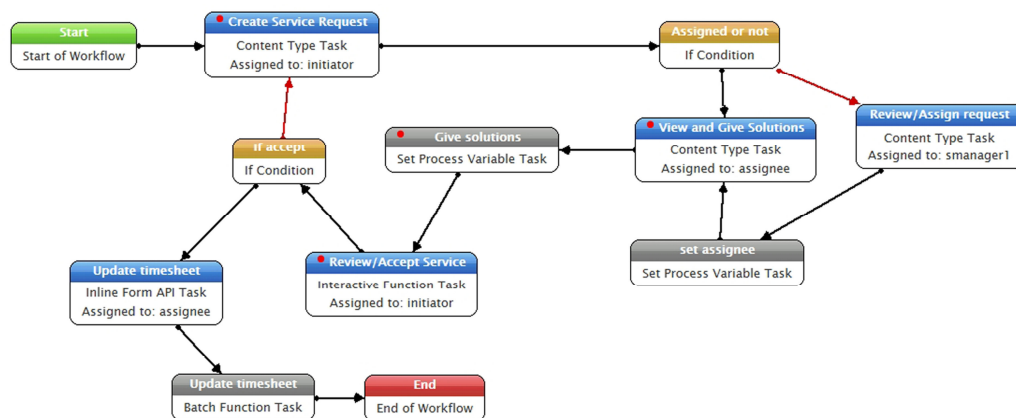 Start
Start of Workflow
Create Service Request
Content Type Task
Assigned to: initiator
Assigned or not
If Condition
Review/Assign request
Content Type Task
Assigned to: smanager1
View and Give Solutions
Content Type Task
Assigned to: assignee
Give solutions
Set Process Variable Task
If accept
If Condition
set assignee
Set Process Variable Task
Review/Accept Service
Interactive Function Task
Assigned to: initiator
Update timesheet
Inline Form API Task
Assigned to: assignee
Update timesheet
Batch Function Task
End
End of Workflow